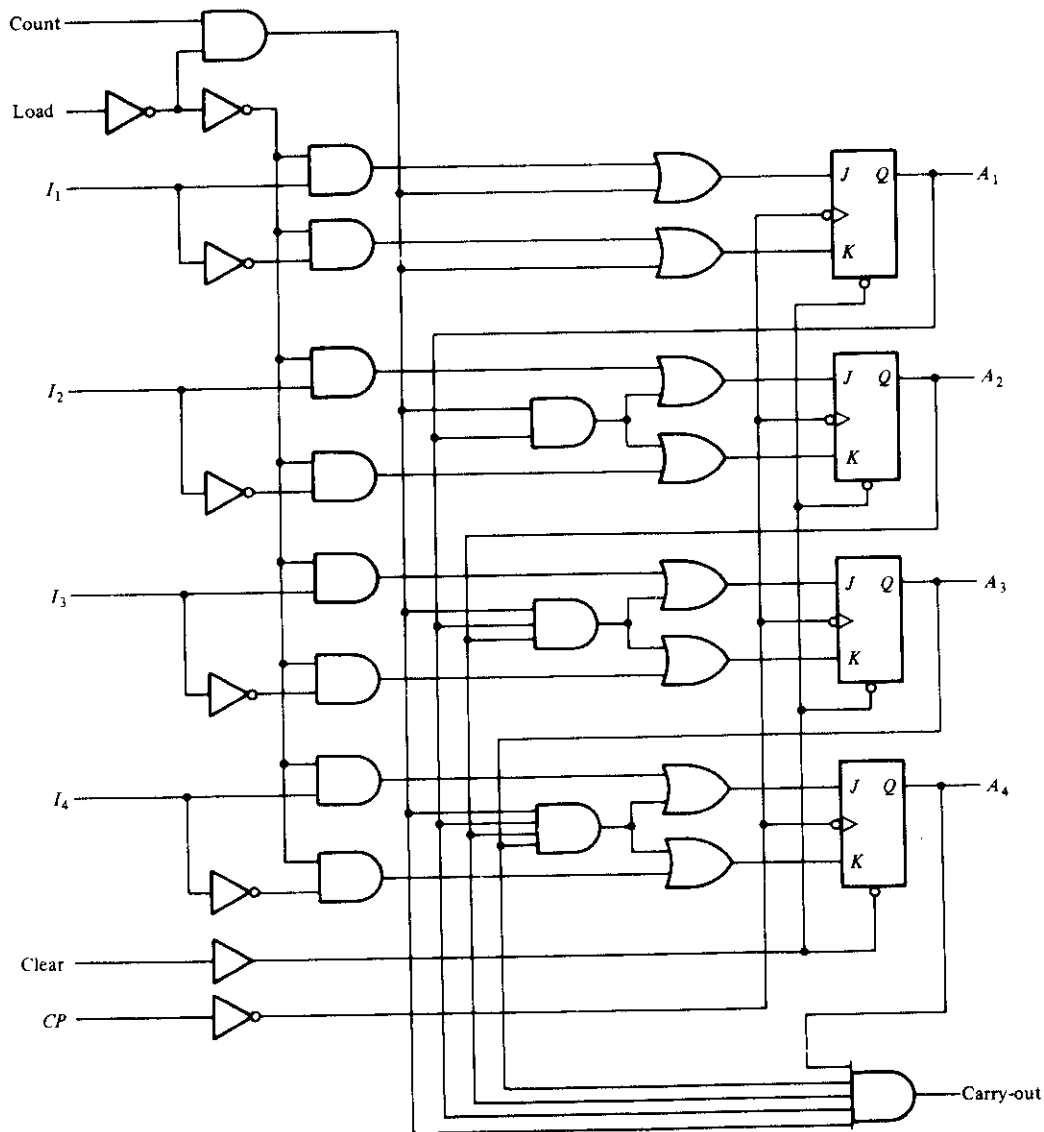 Count
Load
I1
J Q A1
K
I2
J Q A2
K
I3
J Q A3
K
I4
J Q A4
K
Clear
CP
Carry-out